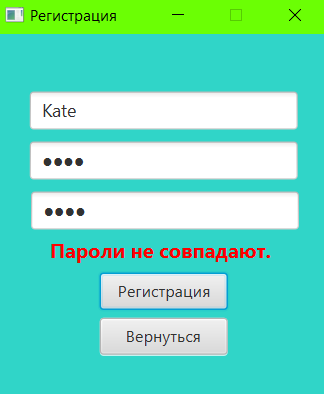 Регистрация
Kate
●●●●
●●●●
Пароли не совпадают.
Регистрация
Вернуться